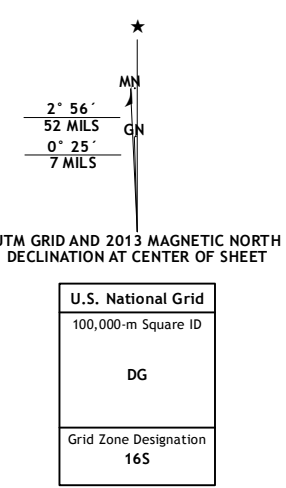 ★
MN
2° 56´
52 MILS
GN
0° 25´
7 MILS
UTM GRID AND 2013 MAGNETIC NORTH
DECLINATION AT CENTER OF SHEET
U.S. National Grid
100,000-m Square ID
DG
Grid Zone Designation
16S